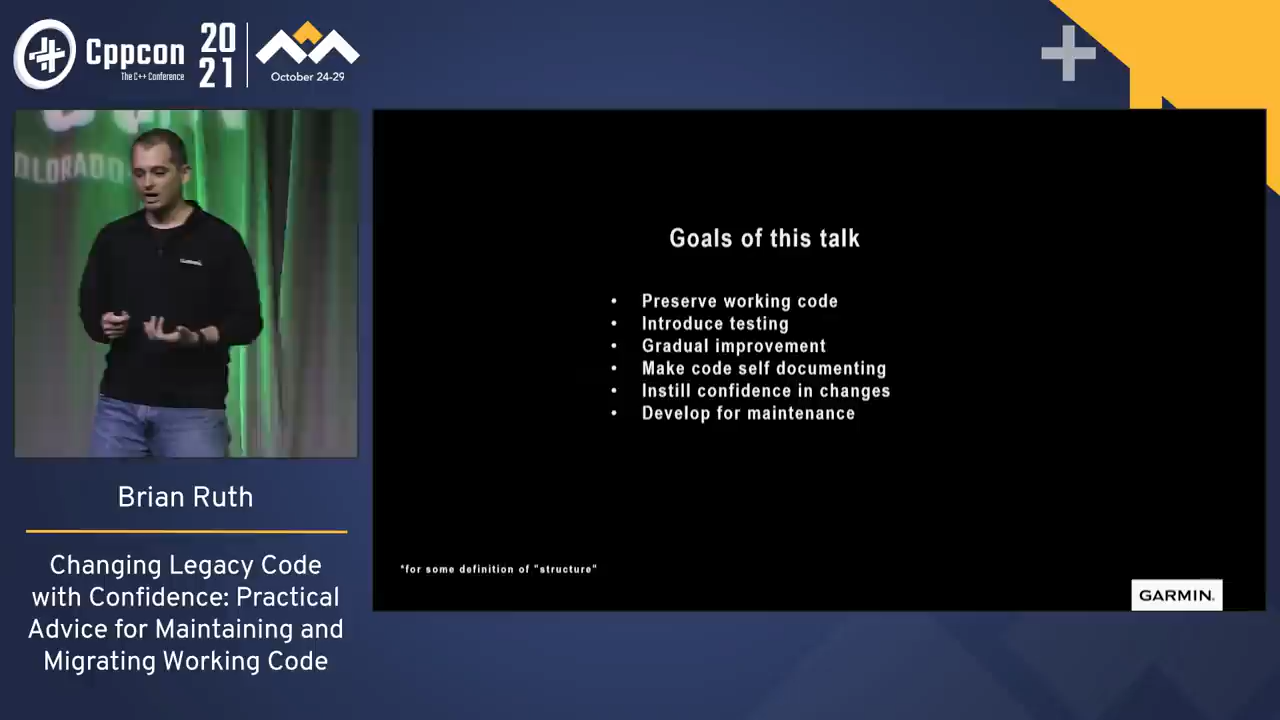 Cppcon
The C++ Conference
20
21
October 24-29
OLORADO
Goals of this talk
• Preserve working code
• Introduce testing
• Gradual improvement
• Make code self documenting
• Instill confidence in changes
• Develop for maintenance
*for some definition of "structure"
GARMIN.
Brian Ruth
Changing Legacy Code
with Confidence: Practical
Advice for Maintaining and
Migrating Working Code